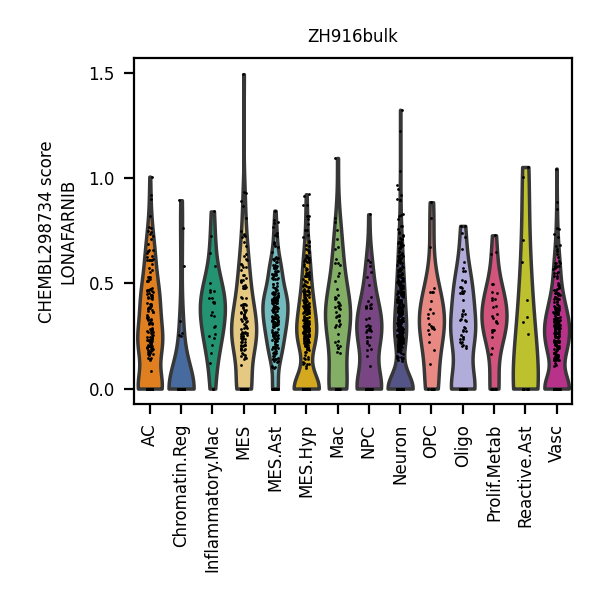 ZH916bulk
CHEMBL298734 score
LONAFARNIB
1.5
1.0
0.5
0.0
AC
Chromatin.Reg
Inflammatory.Mac
MES
MES.Ast
MES.Hyp
Mac
NPC
Neuron
OPC
Oligo
Prolif.Metab
Reactive.Ast
Vasc